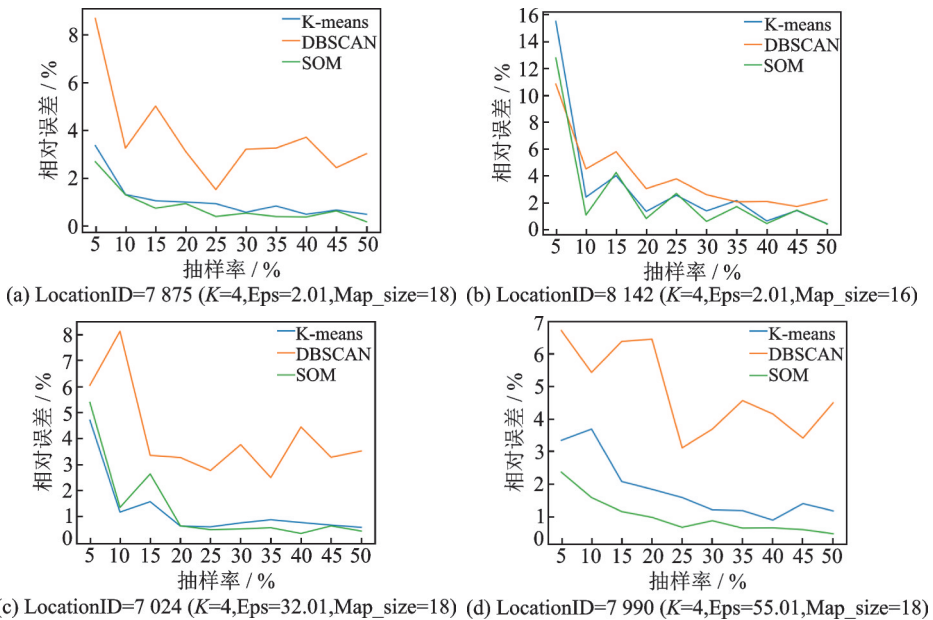 8
6
4
2
0
相对误差 / %
K-means
DBSCAN
SOM
5 10 15 20 25 30 35 40 45 50
抽样率 / %
(a) LocationID=7 875 (K=4,Eps=2.01,Map_size=18)
16
14
12
10
8
6
4
2
0
相对误差 / %
K-means
DBSCAN
SOM
5 10 15 20 25 30 35 40 45 50
抽样率 / %
(b) LocationID=8 142 (K=4,Eps=2.01,Map_size=16)
8
7
6
5
4
3
2
1
0
相对误差 / %
K-means
DBSCAN
SOM
5 10 15 20 25 30 35 40 45 50
抽样率 / %
(c) LocationID=7 024 (K=4,Eps=32.01,Map_size=18)
7
6
5
4
3
2
1
0
相对误差 / %
K-means
DBSCAN
SOM
5 10 15 20 25 30 35 40 45 50
抽样率 / %
(d) LocationID=7 990 (K=4,Eps=55.01,Map_size=18)